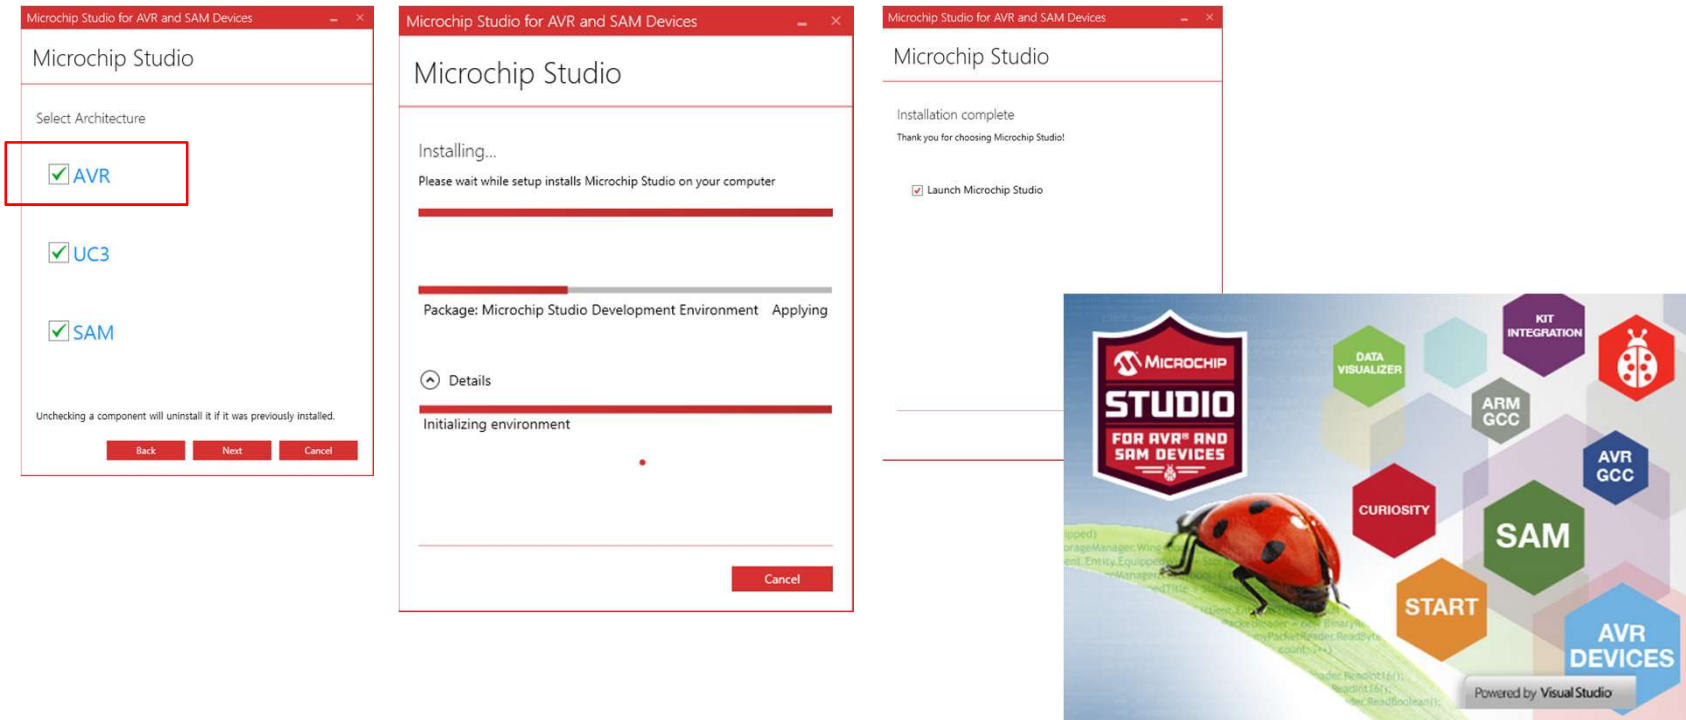 Microchip Studio for AVR and SAM Devices
Microchip Studio
Select Architecture
AVR
UC3
SAM
Unchecking a component will uninstall it if it was previously installed.
Back Next Cancel
Microchip Studio for AVR and SAM Devices
Microchip Studio
Installing...
Please wait while setup installs Microchip Studio on your computer
Package: Microchip Studio Development Environment Applying
Details
Initializing environment
Cancel
Microchip Studio for AVR and SAM Devices
Microchip Studio
Installation complete
Thank you for choosing Microchip Studio!
Launch Microchip Studio
MICROCHIP
STUDIO
FOR AVR® AND
SAM DEVICES
KIT
INTEGRATION
DATA
VISUALIZER
ARM
GCC
AVR
GCC
CURIOSITY
SAM
START
AVR
DEVICES
Powered by Visual Studio